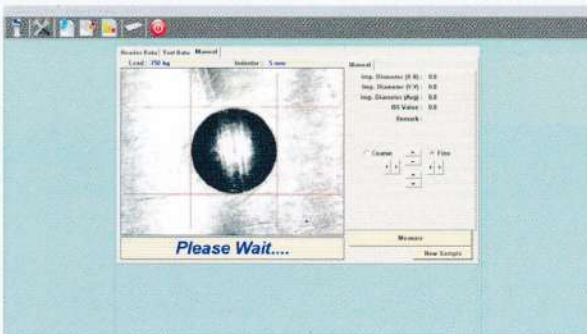 Header Data Test Data Manual
Load : 750 kg Indentor : 5 mm
Manual
Imp. Diameter (X-X) : 0.0
Imp. Diameter (Y-Y) : 0.0
Imp. Diameter (Avg) : 0.0
BS Value : 0.0
Remark :
Coarse Fine
Please Wait....
Measure
New Sample